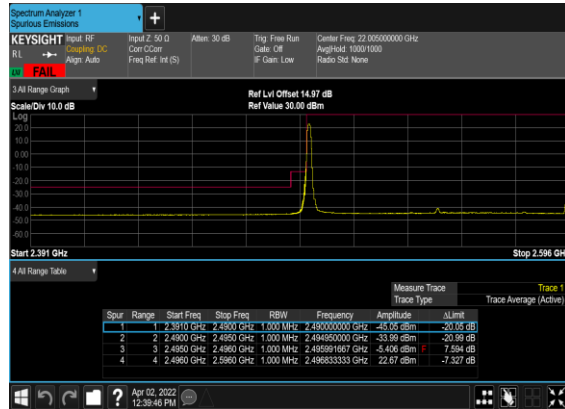 Spectrum Analyzer 1
Spurious Emissions
+
KEYSIGHT Input: RF Input Z: 50 Ω Atten: 30 dB Trig: Free Run Center Freq: 22.005000000 GHz
RL Coupling: DC Corr CCorr Gate: Off Avg|Hold: 1000/1000
Align: Auto Freq Ref: Int (S) IF Gain: Low Radio Std: None
FAIL
3 All Range Graph
Ref Lvl Offset 14.97 dB
Scale/Div 10.0 dB Ref Value 30.00 dBm
Log
20.0
10.0
0.00
-10.0
-20.0
-30.0
-40.0
-50.0
-60.0
Start 2.391 GHz Stop 2.596 GHz
4 All Range Table
Measure Trace Trace 1
Trace Type Trace Average (Active)
Spur Range Start Freq Stop Freq RBW Frequency Amplitude ΔLimit
1 1 2.3910 GHz 2.4900 GHz 1.000 MHz 2.490000000 GHz -45.05 dBm -20.05 dB
2 2 2.4900 GHz 2.4950 GHz 1.000 MHz 2.494950000 GHz -33.99 dBm -20.99 dB
3 3 2.4950 GHz 2.4960 GHz 1.000 MHz 2.495991667 GHz -5.406 dBm F 7.594 dB
4 4 2.4960 GHz 2.5960 GHz 1.000 MHz 2.496833333 GHz 22.67 dBm -7.327 dB
? Apr 02, 2022
12:39:46 PM